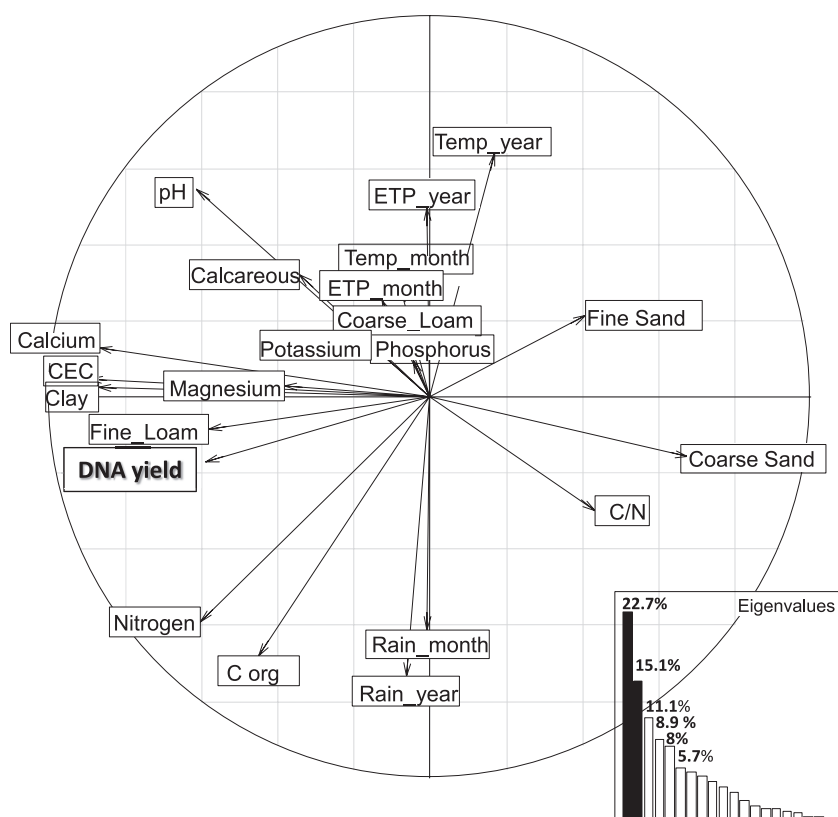 Temp_year
pH
ETP_year
Temp_month
Calcareous
ETP_month
Coarse_Loam
Fine Sand
Calcium
Potassium
Phosphorus
CEC
Magnesium
Clay
Fine_Loam
DNA yield
Coarse Sand
C/N
Nitrogen
Rain_month
C org
Rain_year
Eigenvalues
22.7%
15.1%
11.1%
8.9 %
8%
5.7%